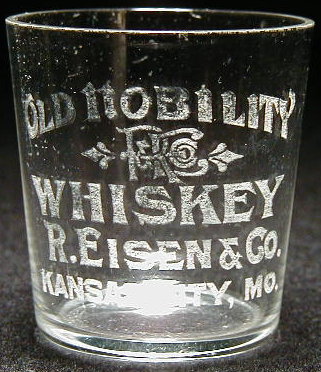 OLD NOBILITY
WHISKEY
R. EISEN & CO.
KANSAS CITY, MO.